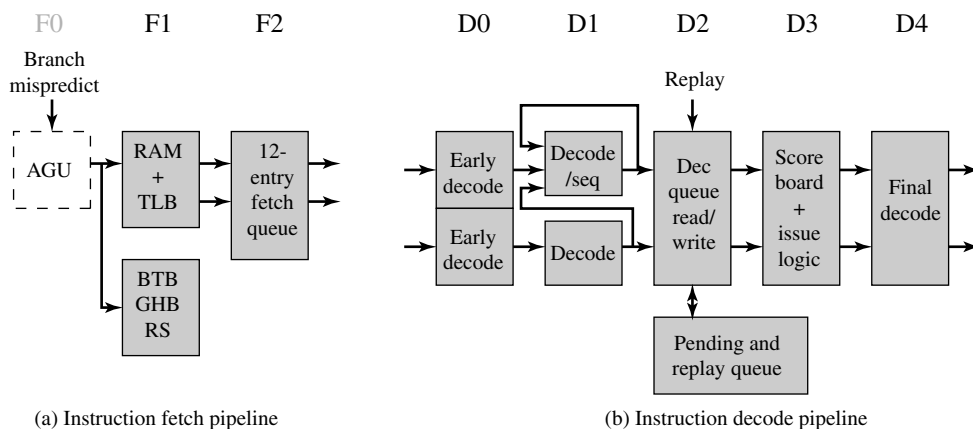 F0
F1
F2
Branch
mispredict
AGU
RAM
+
TLB
12-
entry
fetch
queue
BTB
GHB
RS
(a) Instruction fetch pipeline
D0
D1
D2
D3
D4
Replay
Early
decode
Early
decode
Decode
/seq
Decode
Dec
queue
read/
write
Score
board
+
issue
logic
Final
decode
Pending and
replay queue
(b) Instruction decode pipeline